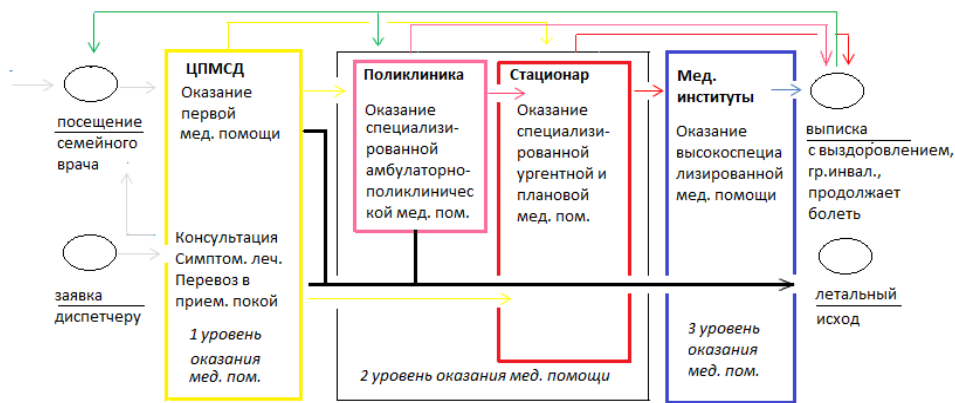 ЦПМСД
Оказание
первой
мед. помощи
Поликлиника
Оказание
специализи-
рованной
амбулаторно-
поликлиничес
кой мед. пом.
Стационар
Оказание
специализи-
рованной
ургентной и
плановой
мед. пом.
Мед.
институты
Оказание
высокоспециа
лизированной
мед. помощи
посещение
семейного
врача
выписка
с выздоровлением,
гр.инвал.,
продолжает
болеть
Консультация
Симптом. леч.
Перевоз в
прием. покой
заявка
диспетчеру
летальный
исход
1 уровень
оказания
мед. пом.
2 уровень оказания мед. помощи
3 уровень
оказания
мед. пом.